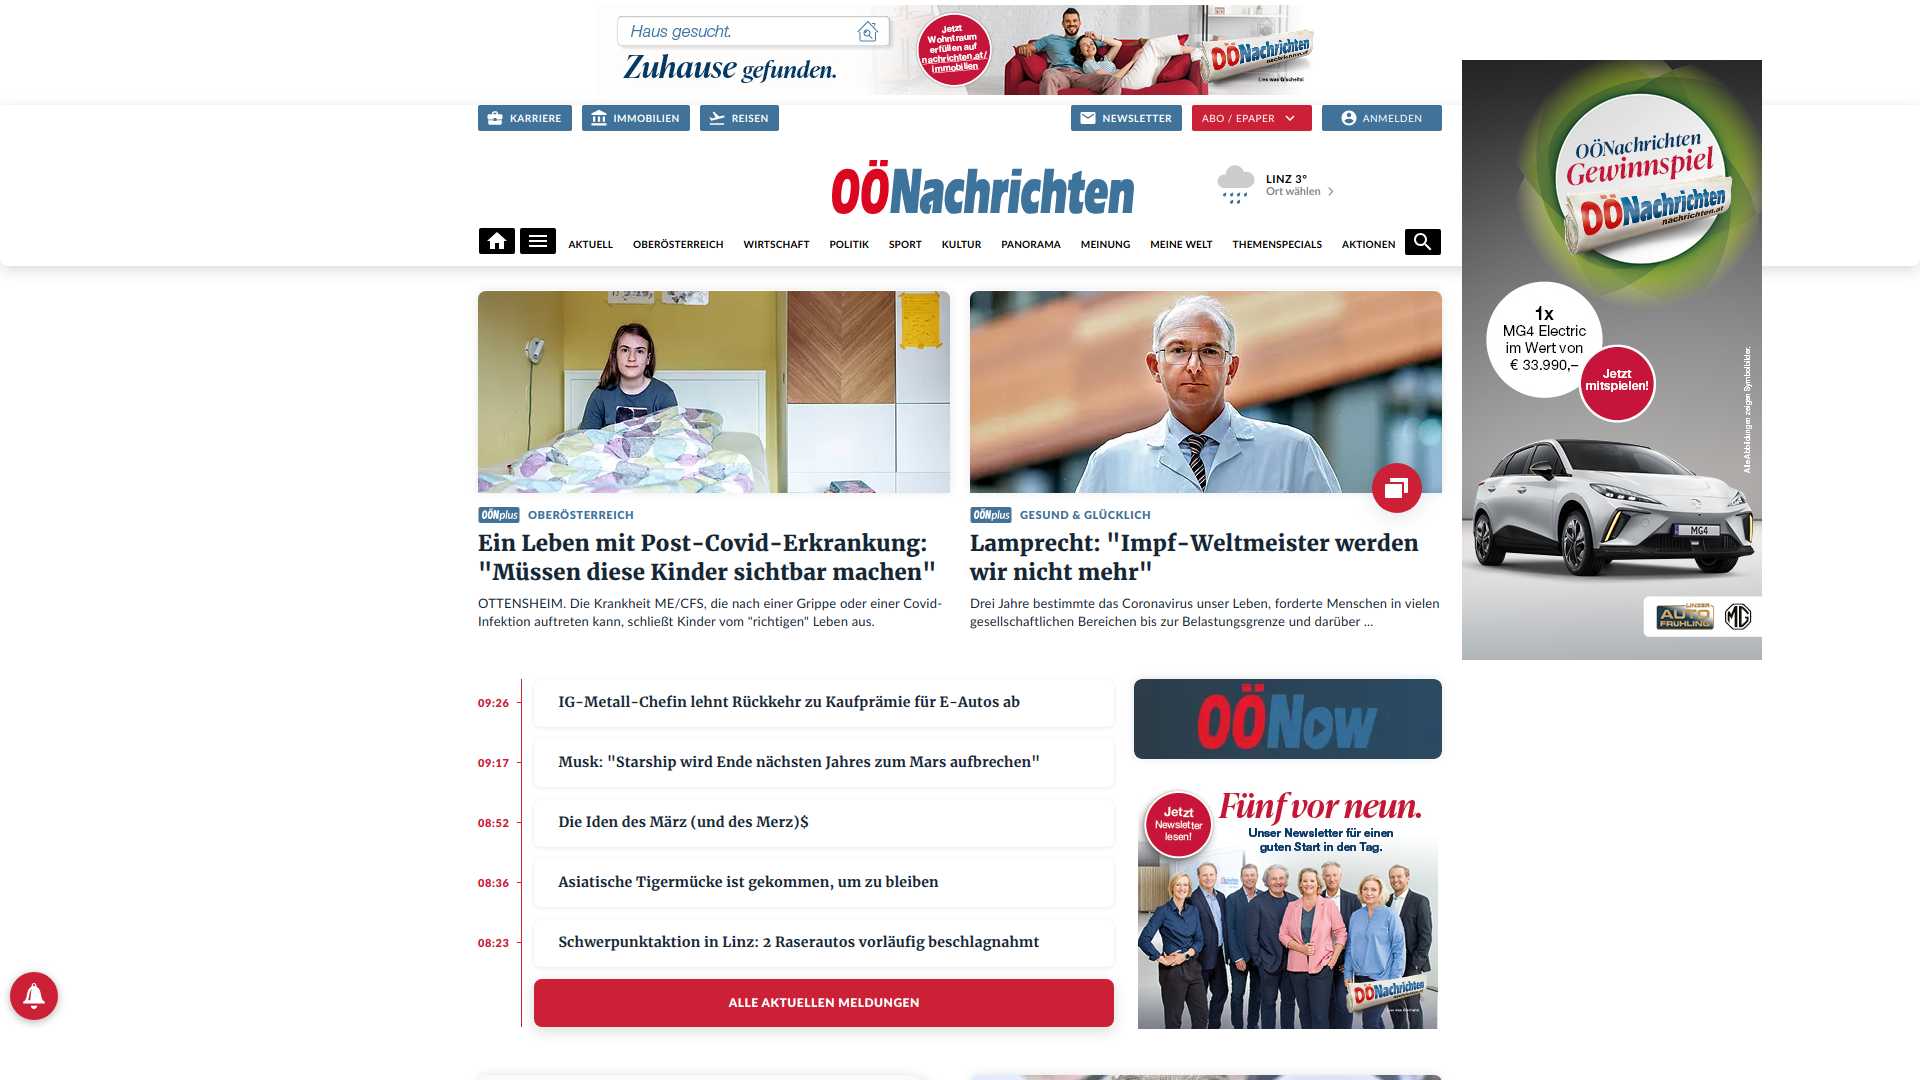 Haus gesucht.
Zuhause gefunden.
Jetzt
Wohntraum
erfüllen auf
nachrichten.at/
immobilien
OÖNachrichten
nachrichten.at
Lies was G'scheits!
KARRIERE
IMMOBILIEN
REISEN
NEWSLETTER
ABO / EPAPER
ANMELDEN
OÖNachrichten
LINZ 3°
Ort wählen
AKTUELL
OBERÖSTERREICH
WIRTSCHAFT
POLITIK
SPORT
KULTUR
PANORAMA
MEINUNG
MEINE WELT
THEMENSPECIALS
AKTIONEN
OÖNachrichten
Gewinnspiel
OÖNachrichten
nachrichten.at
1x
MG4 Electric
im Wert von
€ 33.990,–
Jetzt
mitspielen!
Alle Abbildungen zeigen Symbolbilder.
MG4
LINZER
AUTO
FRÜHLING
MG
OÖNplus OBERÖSTERREICH
Ein Leben mit Post-Covid-Erkrankung:
"Müssen diese Kinder sichtbar machen"
OTTENSHEIM. Die Krankheit ME/CFS, die nach einer Grippe oder einer Covid-
Infektion auftreten kann, schließt Kinder vom "richtigen" Leben aus.
OÖNplus GESUND & GLÜCKLICH
Lamprecht: "Impf-Weltmeister werden
wir nicht mehr"
Drei Jahre bestimmte das Coronavirus unser Leben, forderte Menschen in vielen
gesellschaftlichen Bereichen bis zur Belastungsgrenze und darüber ...
09:26 IG-Metall-Chefin lehnt Rückkehr zu Kaufprämie für E-Autos ab
09:17 Musk: "Starship wird Ende nächsten Jahres zum Mars aufbrechen"
08:52 Die Iden des März (und des Merz)$
08:36 Asiatische Tigermücke ist gekommen, um zu bleiben
08:23 Schwerpunktaktion in Linz: 2 Raserautos vorläufig beschlagnahmt
ALLE AKTUELLEN MELDUNGEN
OÖNow
Jetzt
Newsletter
lesen!
Fünf vor neun.
Unser Newsletter für einen
guten Start in den Tag.
OÖNachrichten